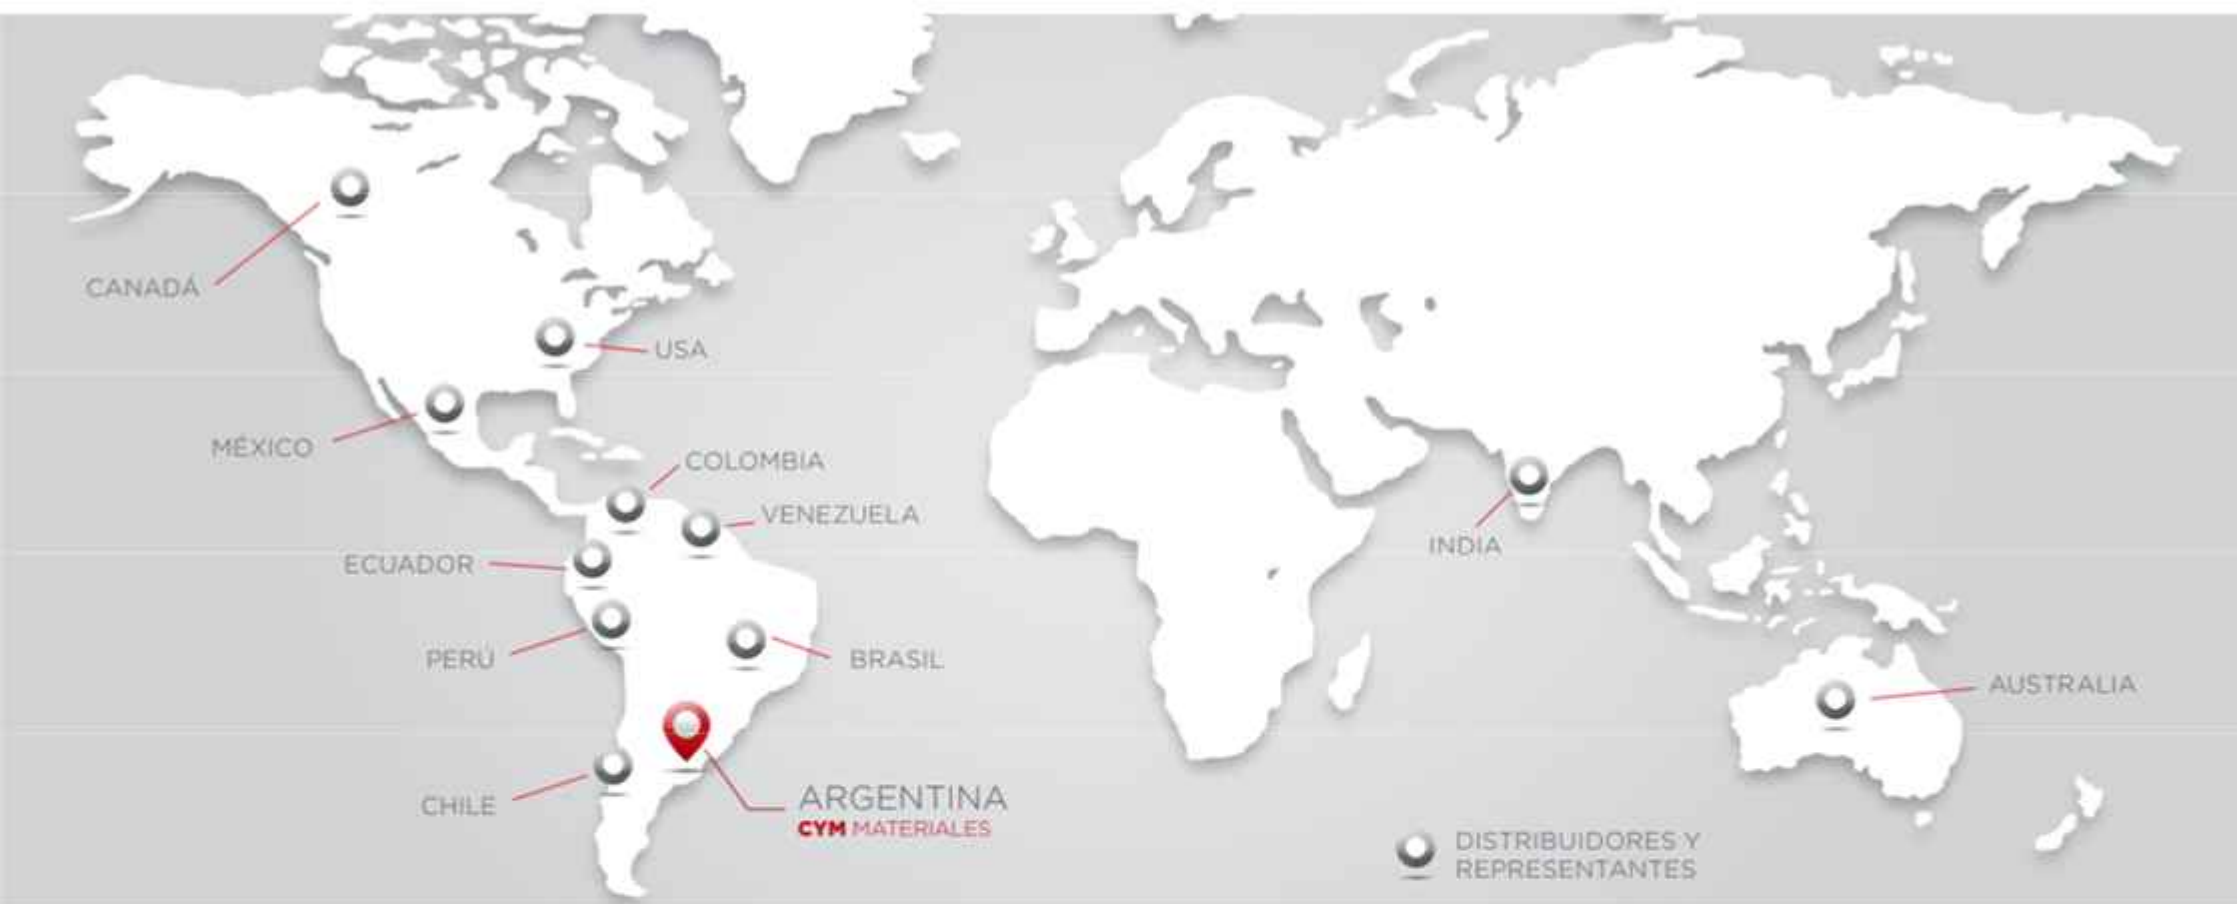 CANADÁ
USA
MÉXICO
COLOMBIA
VENEZUELA
ECUADOR
INDIA
PERÚ
BRASIL
AUSTRALIA
CHILE
ARGENTINA
CYM MATERIALES
DISTRIBUIDORES Y
REPRESENTANTES